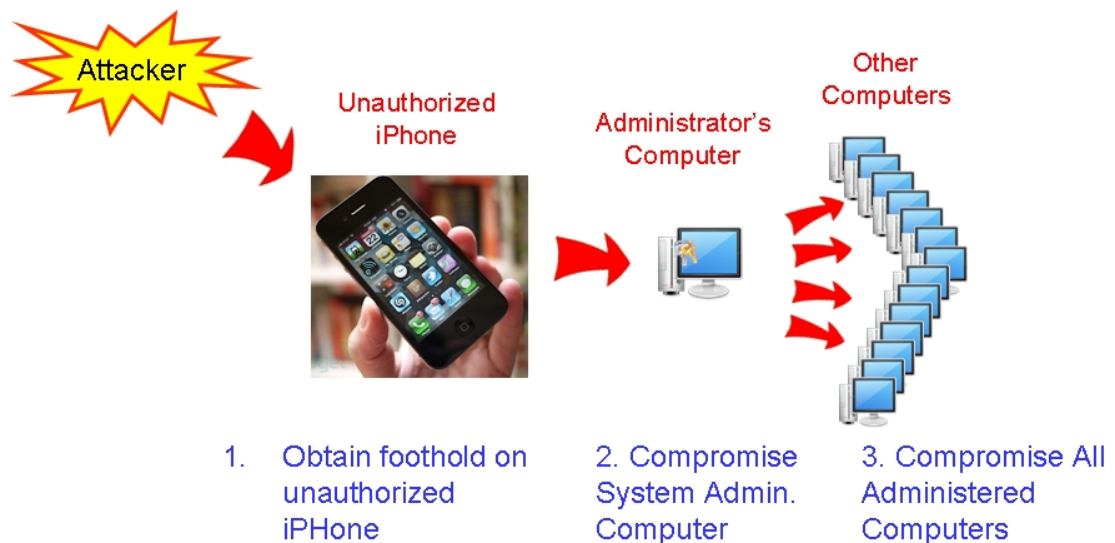 Attacker
Unauthorized
iPhone
Administrator's
Computer
Other
Computers
1. Obtain foothold on
unauthorized
iPHone
2. Compromise
System Admin.
Computer
3. Compromise All
Administered
Computers